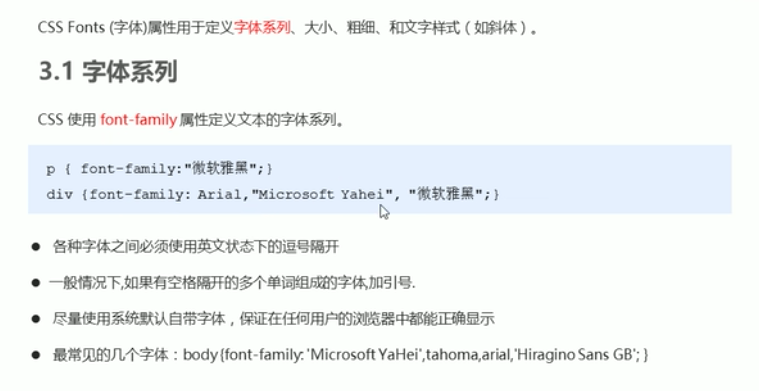 CSS Fonts (字体)属性用于定义字体系列、大小、粗细、和文字样式（如斜体）。
3.1 字体系列
CSS 使用 font-family 属性定义文本的字体系列。
p { font-family:"微软雅黑";}
div {font-family: Arial,"Microsoft Yahei", "微软雅黑";}
● 各种字体之间必须使用英文状态下的逗号隔开
● 一般情况下,如果有空格隔开的多个单词组成的字体,加引号.
● 尽量使用系统默认自带字体，保证在任何用户的浏览器中都能正确显示
● 最常见的几个字体：body{font-family: 'Microsoft YaHei',tahoma,arial,'Hiragino Sans GB'; }